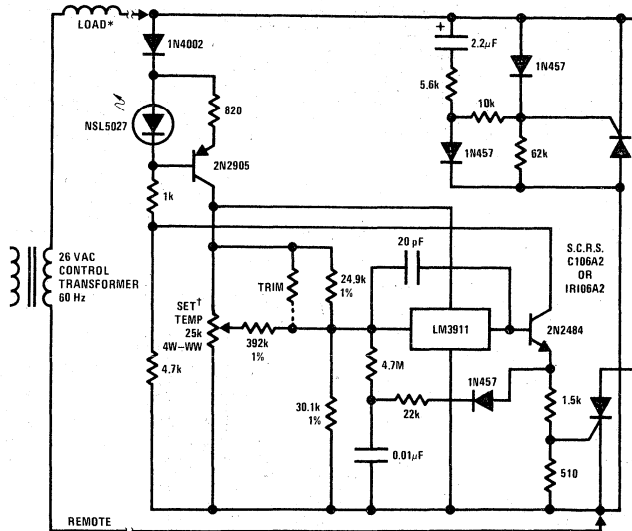 LOAD*
1N4002
+
2.2µF
1N457
5.6k
820
10k
NSL5027
2N2905
1N457
62k
1k
20 pF
S.C.R.S.
C106A2
OR
IR106A2
26 VAC
CONTROL
TRANSFORMER
60 Hz
TRIM
24.9k
1%
SET†
TEMP
25k
4W–WW
LM3911
2N2484
392k
1%
4.7M
1N457
4.7k
30.1k
1%
22k
1.5k
0.01µF
510
REMOTE